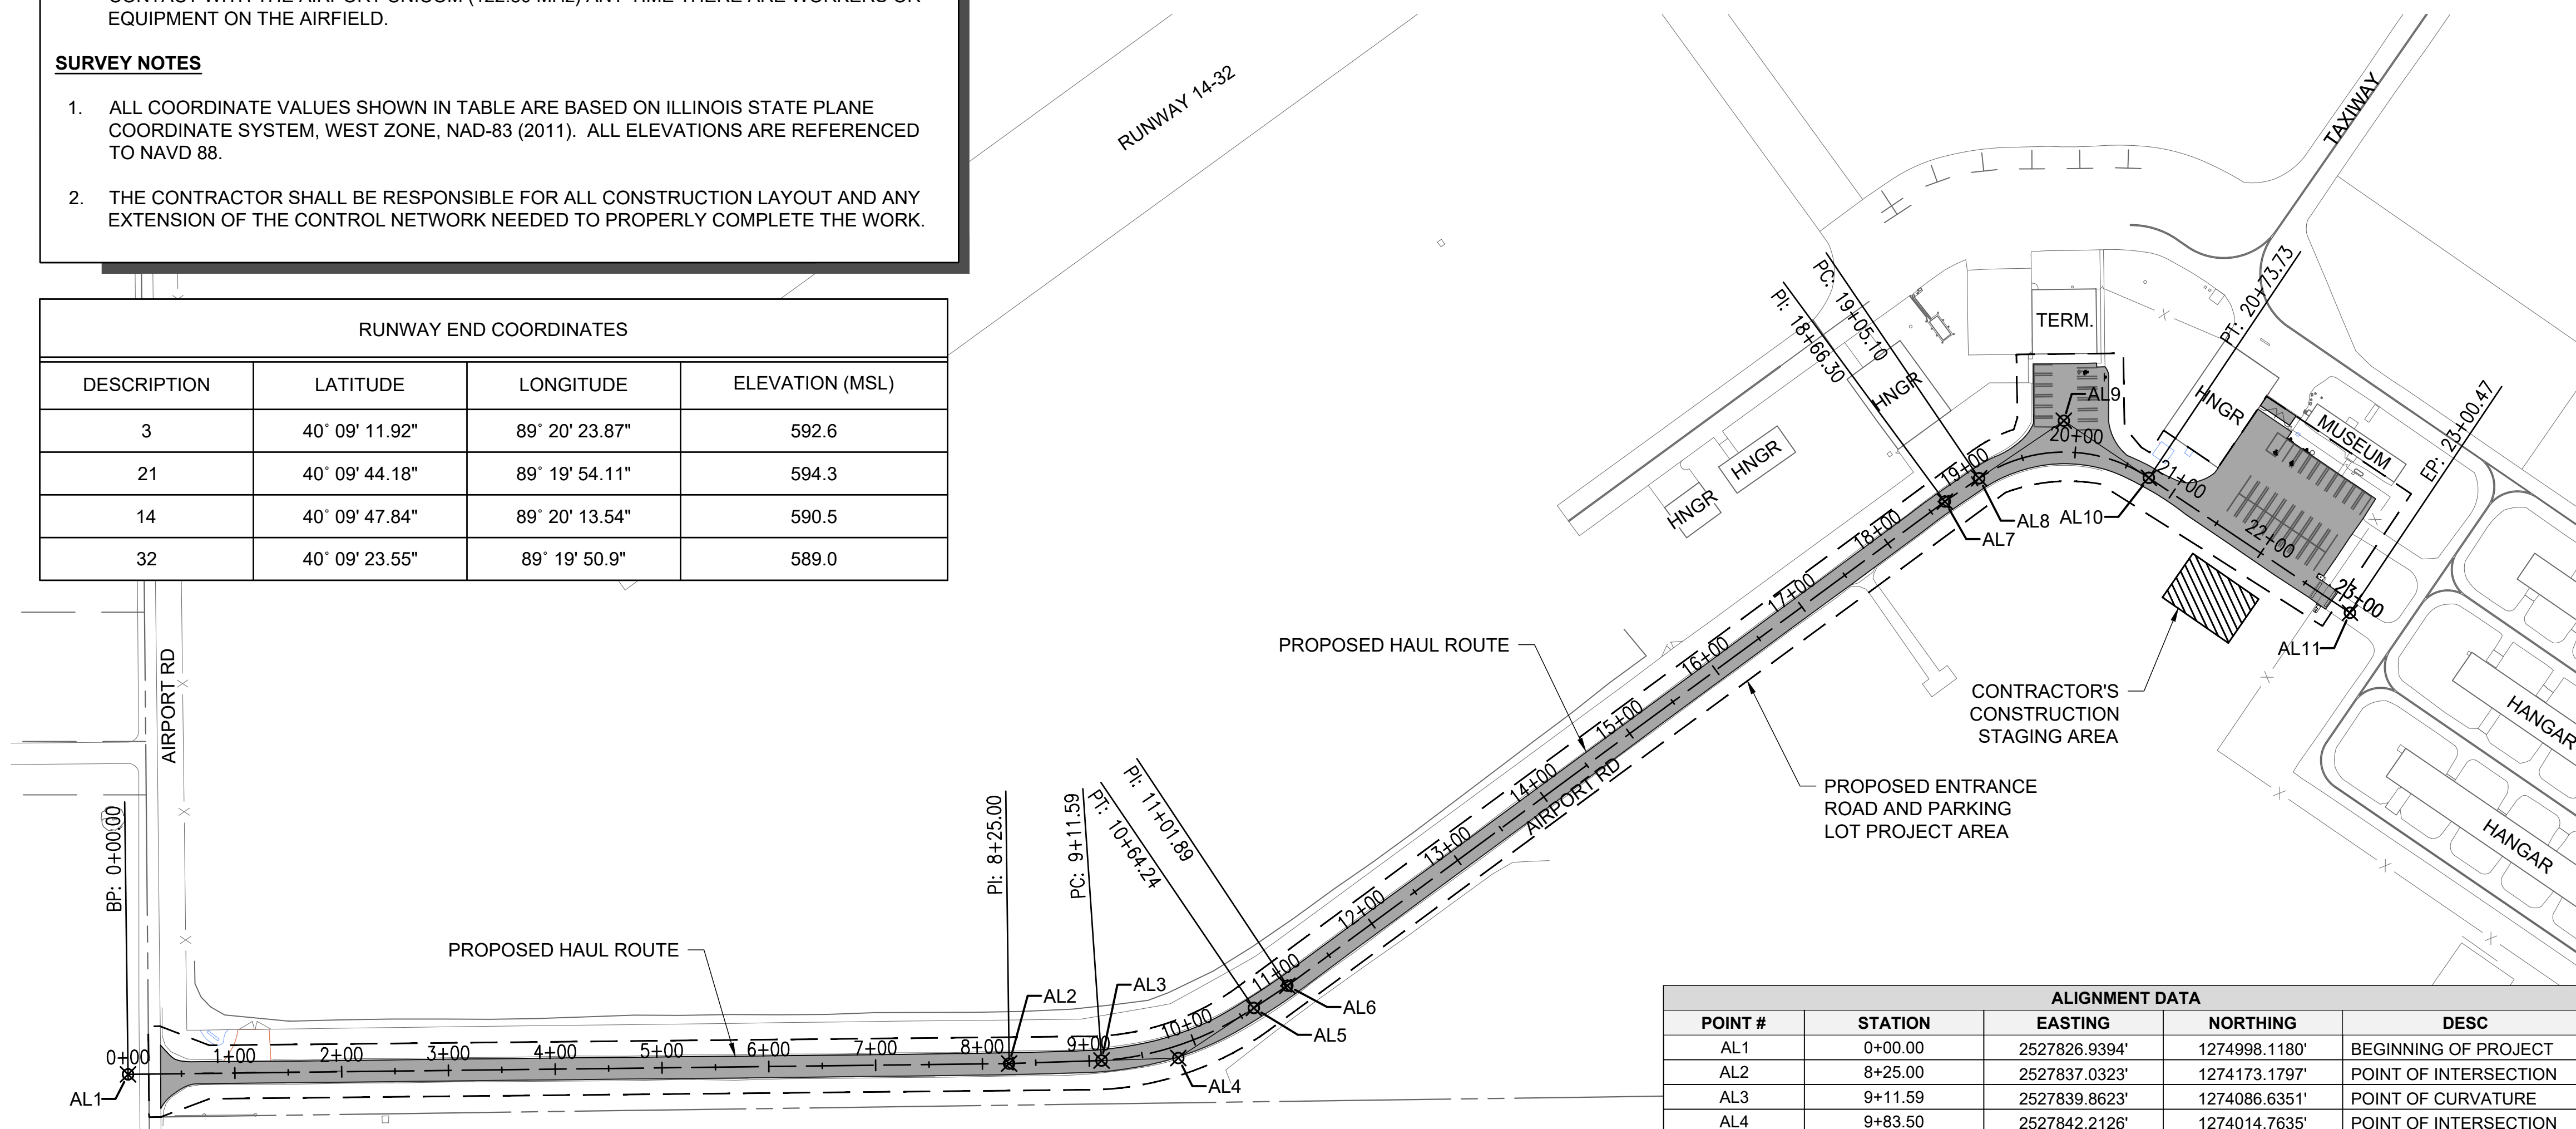 CONTACT WITH THE AIRPORT UNICOM (122.80 MHz) ANY TIME THERE ARE WORKERS OR
EQUIPMENT ON THE AIRFIELD.
SURVEY NOTES
1. ALL COORDINATE VALUES SHOWN IN TABLE ARE BASED ON ILLINOIS STATE PLANE
COORDINATE SYSTEM, WEST ZONE, NAD-83 (2011). ALL ELEVATIONS ARE REFERENCED
TO NAVD 88.
2. THE CONTRACTOR SHALL BE RESPONSIBLE FOR ALL CONSTRUCTION LAYOUT AND ANY
EXTENSION OF THE CONTROL NETWORK NEEDED TO PROPERLY COMPLETE THE WORK.
RUNWAY END COORDINATES
DESCRIPTION LATITUDE LONGITUDE ELEVATION (MSL)
3 40° 09' 11.92" 89° 20' 23.87" 592.6
21 40° 09' 44.18" 89° 19' 54.11" 594.3
14 40° 09' 47.84" 89° 20' 13.54" 590.5
32 40° 09' 23.55" 89° 19' 50.9" 589.0
RUNWAY 14-32
TAXIWAY
PC: 19+05.10
PI: 18+66.30
PT: 20+73.73
EP: 23+00.47
TERM.
HNGR
HNGR
HNGR
HNGR
MUSEUM
AL9
20+00
19+00
21+00
AL8
AL10
AL7
18+00
22+00
23+00
AL11
17+00
16+00
15+00
14+00
13+00
12+00
11+00
10+00
AIRPORT RD
PROPOSED HAUL ROUTE
CONTRACTOR'S
CONSTRUCTION
STAGING AREA
PROPOSED ENTRANCE
ROAD AND PARKING
LOT PROJECT AREA
HANGAR
HANGAR
AIRPORT RD
BP: 0+00.00
PI: 8+25.00
PC: 9+11.59
PT: 10+64.24
PI: 11+01.89
PROPOSED HAUL ROUTE
AL2
AL3
AL6
AL5
AL4
AL1
0+00
1+00
2+00
3+00
4+00
5+00
6+00
7+00
8+00
9+00
ALIGNMENT DATA
POINT # STATION EASTING NORTHING DESC
AL1 0+00.00 2527826.9394' 1274998.1180' BEGINNING OF PROJECT
AL2 8+25.00 2527837.0323' 1274173.1797' POINT OF INTERSECTION
AL3 9+11.59 2527839.8623' 1274086.6351' POINT OF CURVATURE
AL4 9+83.50 2527842.2126' 1274014.7635' POINT OF INTERSECTION